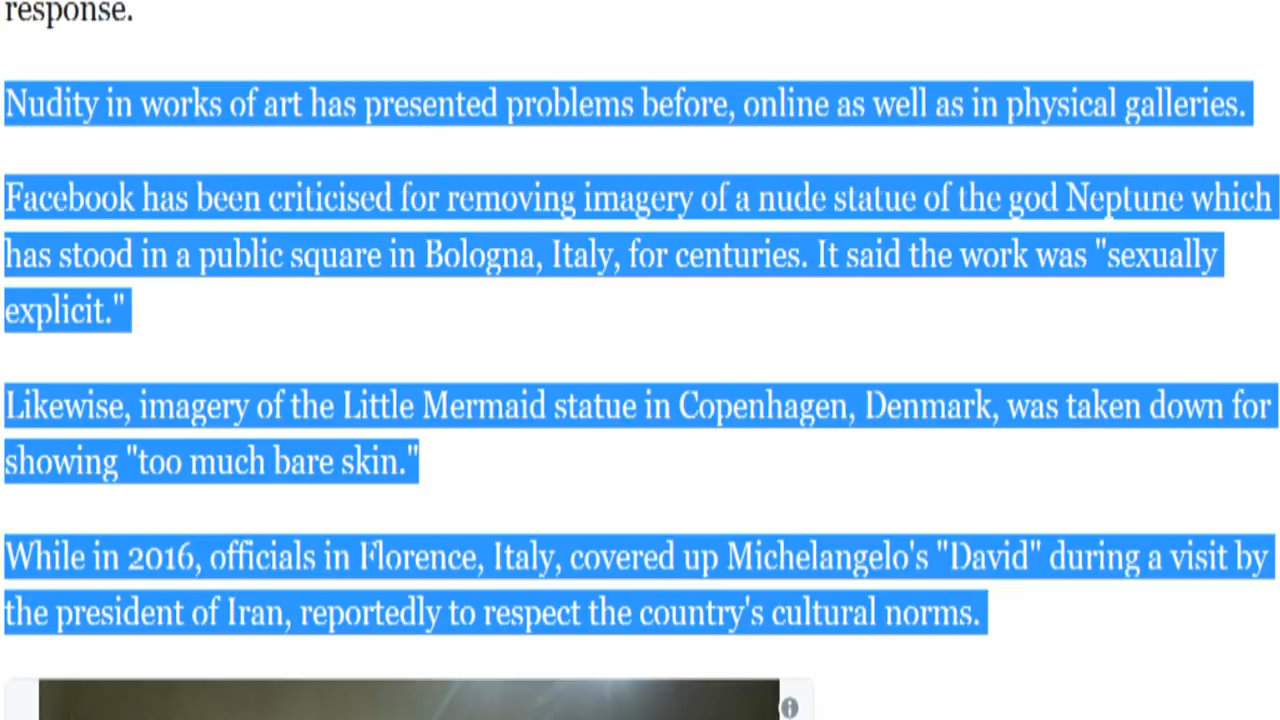 response.
Nudity in works of art has presented problems before, online as well as in physical galleries.
Facebook has been criticised for removing imagery of a nude statue of the god Neptune which
has stood in a public square in Bologna, Italy, for centuries. It said the work was "sexually
explicit."
Likewise, imagery of the Little Mermaid statue in Copenhagen, Denmark, was taken down for
showing "too much bare skin."
While in 2016, officials in Florence, Italy, covered up Michelangelo's "David" during a visit by
the president of Iran, reportedly to respect the country's cultural norms.